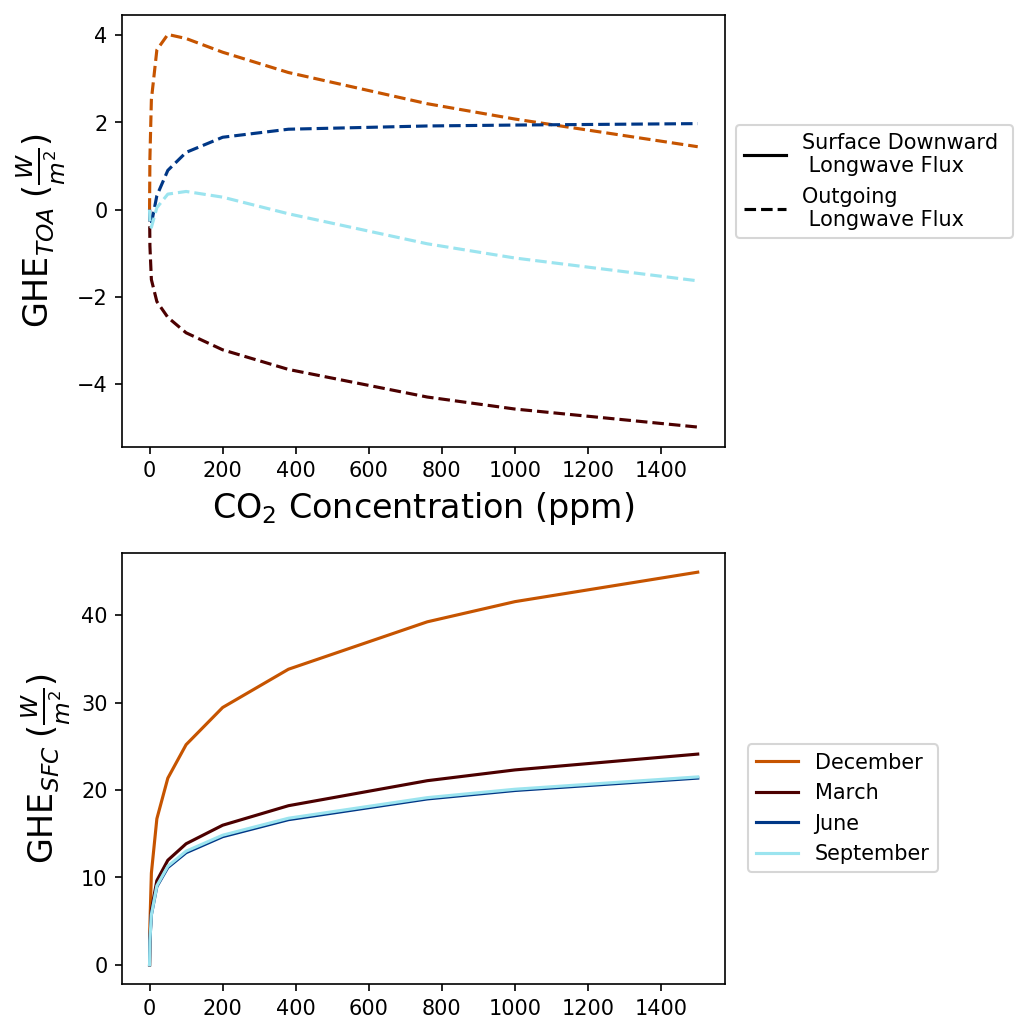 4
2
0
−2
−4
GHE_TOA (W/m²)
0 200 400 600 800 1000 1200 1400
CO₂ Concentration (ppm)
Surface Downward
Longwave Flux
Outgoing
Longwave Flux
40
30
20
10
0
GHE_SFC (W/m²)
0 200 400 600 800 1000 1200 1400
December
March
June
September